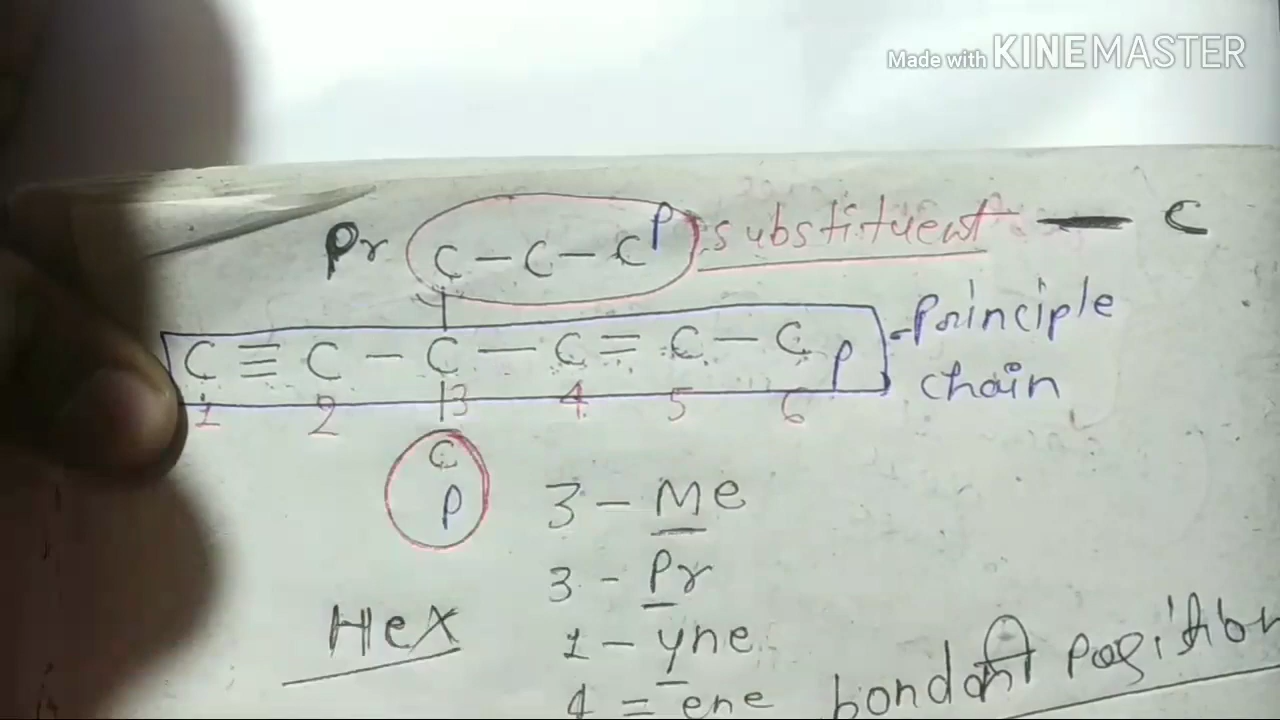 Made with KINEMASTER
Pr C - C - C P substituent — C
C ≡ C - C - C = C - C P - Principle
chain
1 2 3 4 5 6
C
P
3 - Me
3 - Pr
Hex
1 - yne
4 = ene
bond position